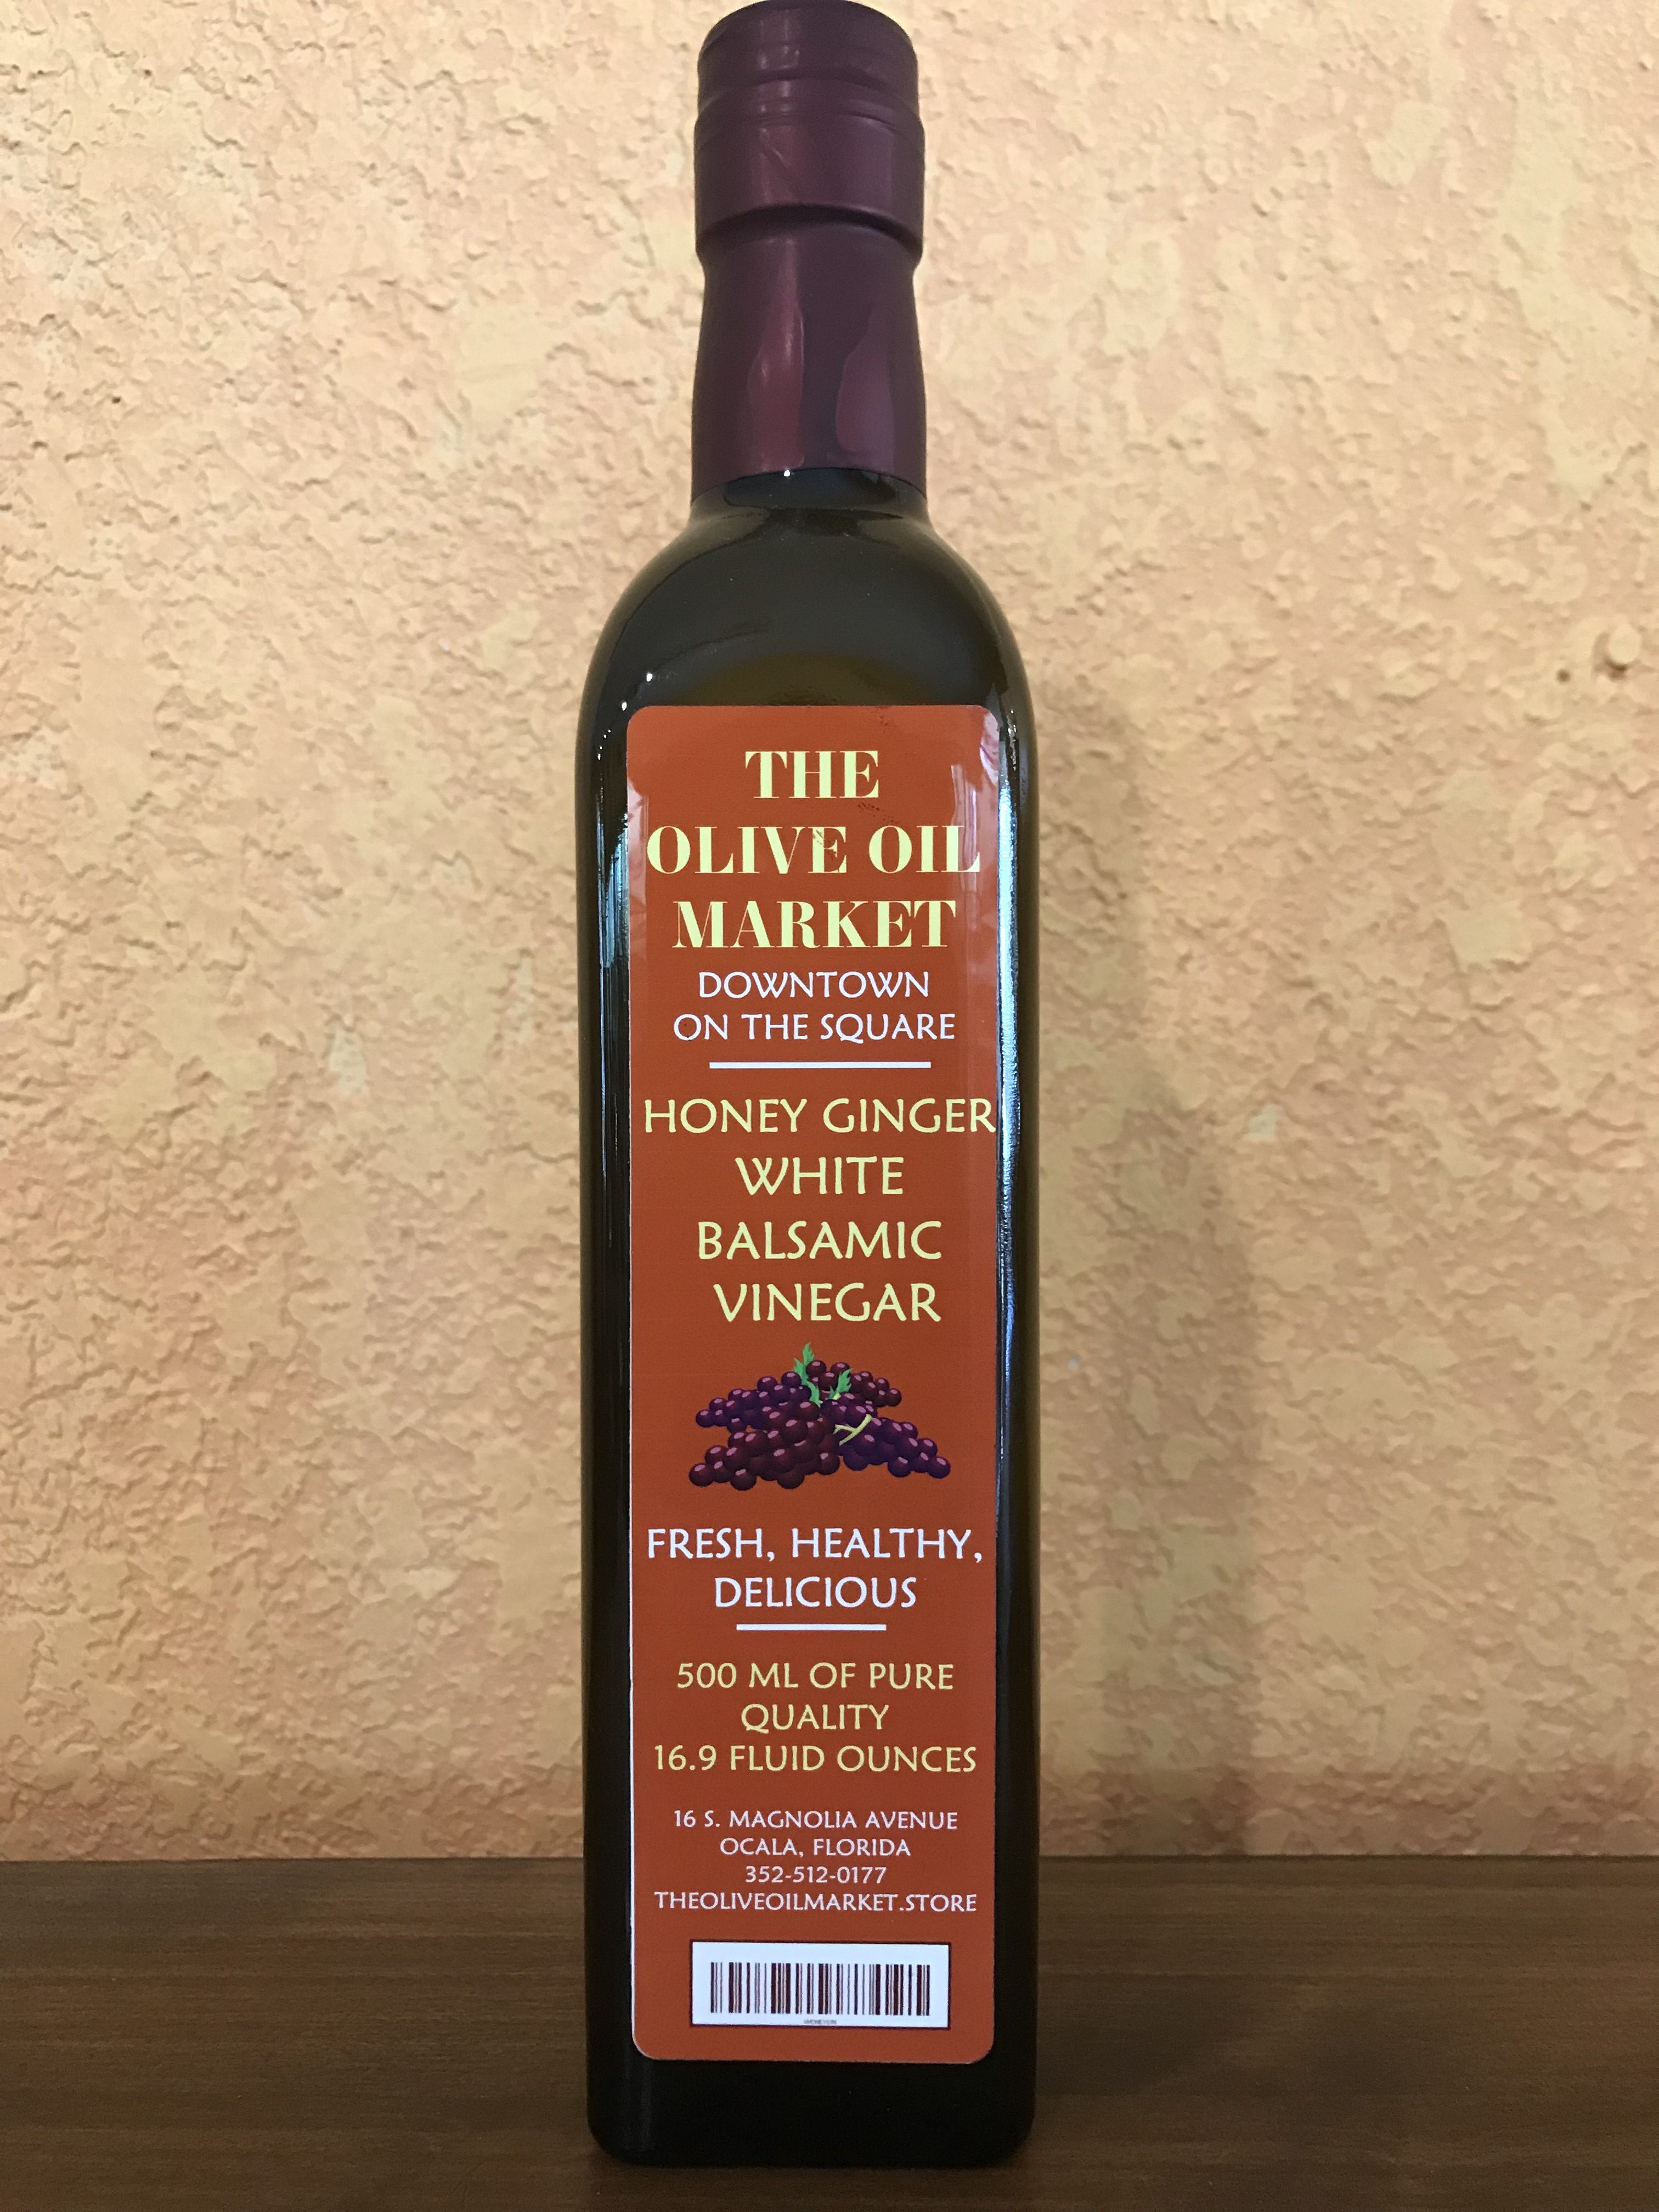 THE
OLIVE OIL
MARKET
DOWNTOWN
ON THE SQUARE
HONEY GINGER
WHITE
BALSAMIC
VINEGAR
FRESH, HEALTHY,
DELICIOUS
500 ML OF PURE
QUALITY
16.9 FLUID OUNCES
16 S. MAGNOLIA AVENUE
OCALA, FLORIDA
352-512-0177
THEOLIVEOILMARKET.STORE